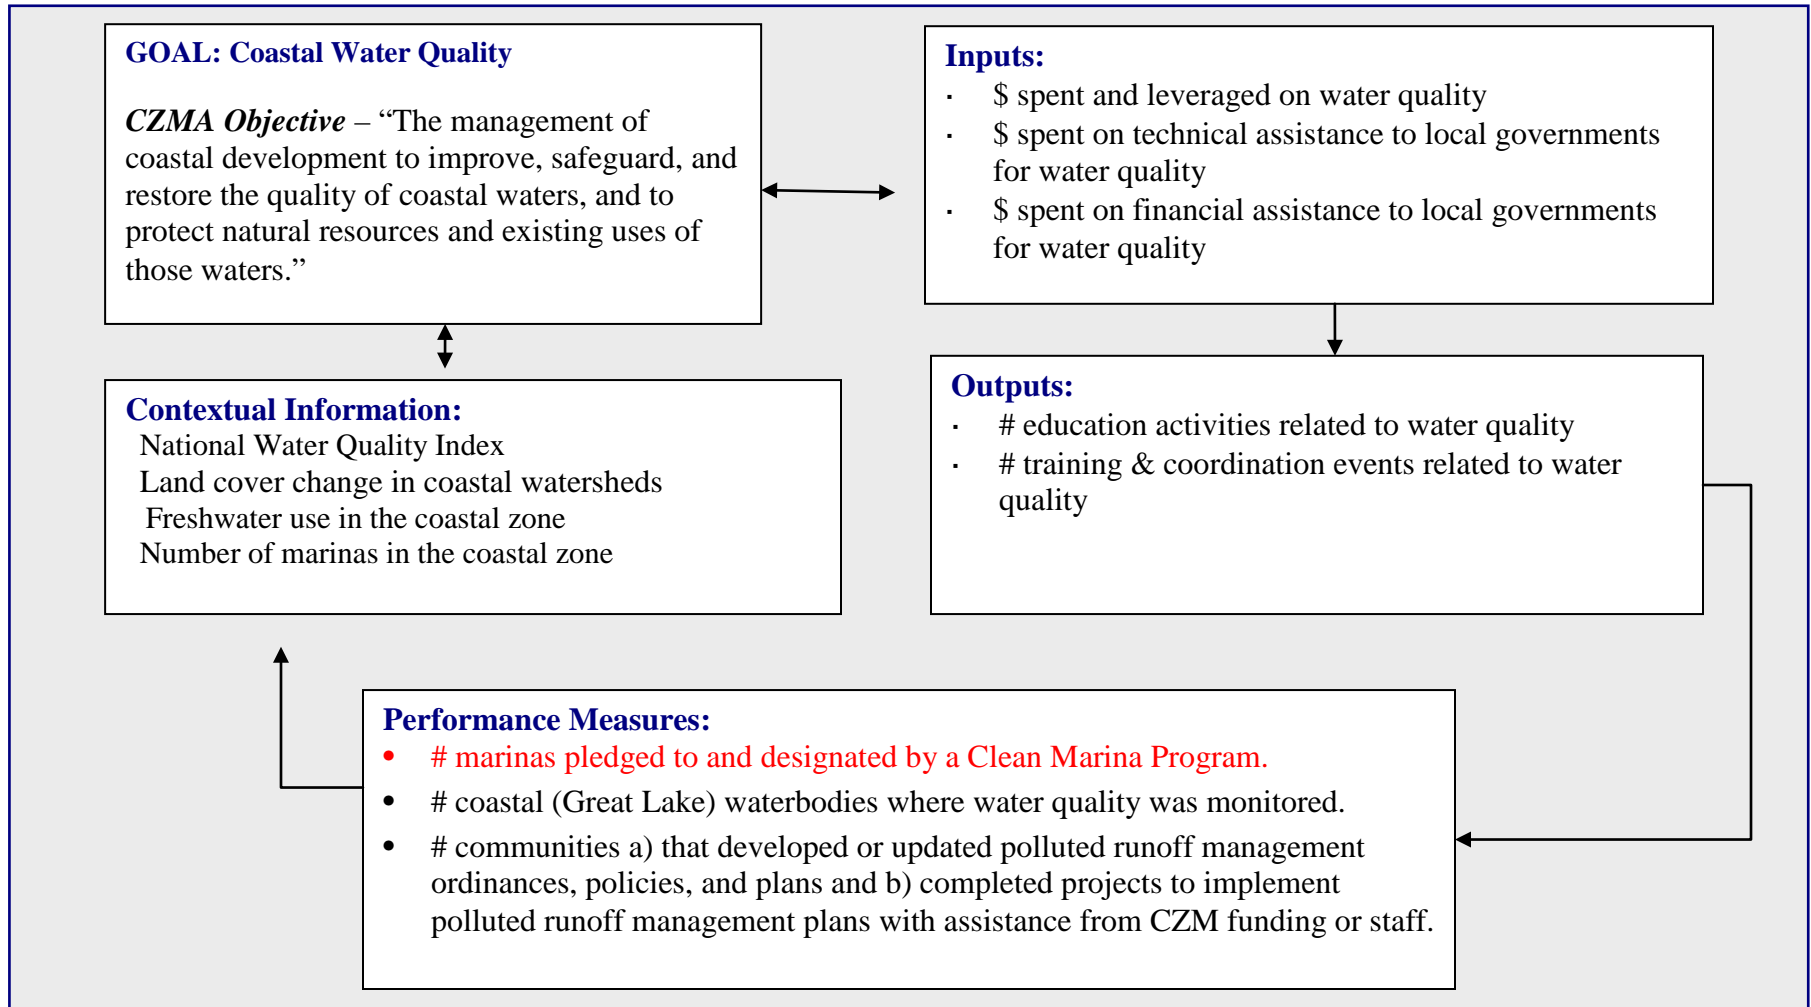 GOAL: Coastal Water Quality
CZMA Objective – “The management of
coastal development to improve, safeguard, and
restore the quality of coastal waters, and to
protect natural resources and existing uses of
those waters.”
Inputs:
· $ spent and leveraged on water quality
· $ spent on technical assistance to local governments
for water quality
· $ spent on financial assistance to local governments
for water quality
Contextual Information:
National Water Quality Index
Land cover change in coastal watersheds
Freshwater use in the coastal zone
Number of marinas in the coastal zone
Outputs:
· # education activities related to water quality
· # training & coordination events related to water
quality
Performance Measures:
• # marinas pledged to and designated by a Clean Marina Program.
• # coastal (Great Lake) waterbodies where water quality was monitored.
• # communities a) that developed or updated polluted runoff management
ordinances, policies, and plans and b) completed projects to implement
polluted runoff management plans with assistance from CZM funding or staff.